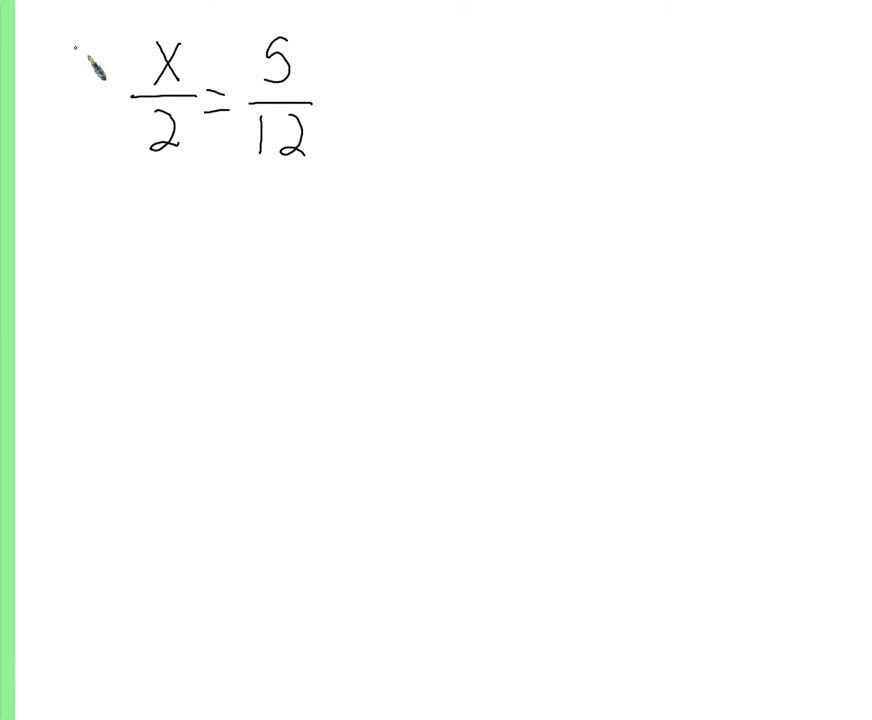 x/2 = 5/12